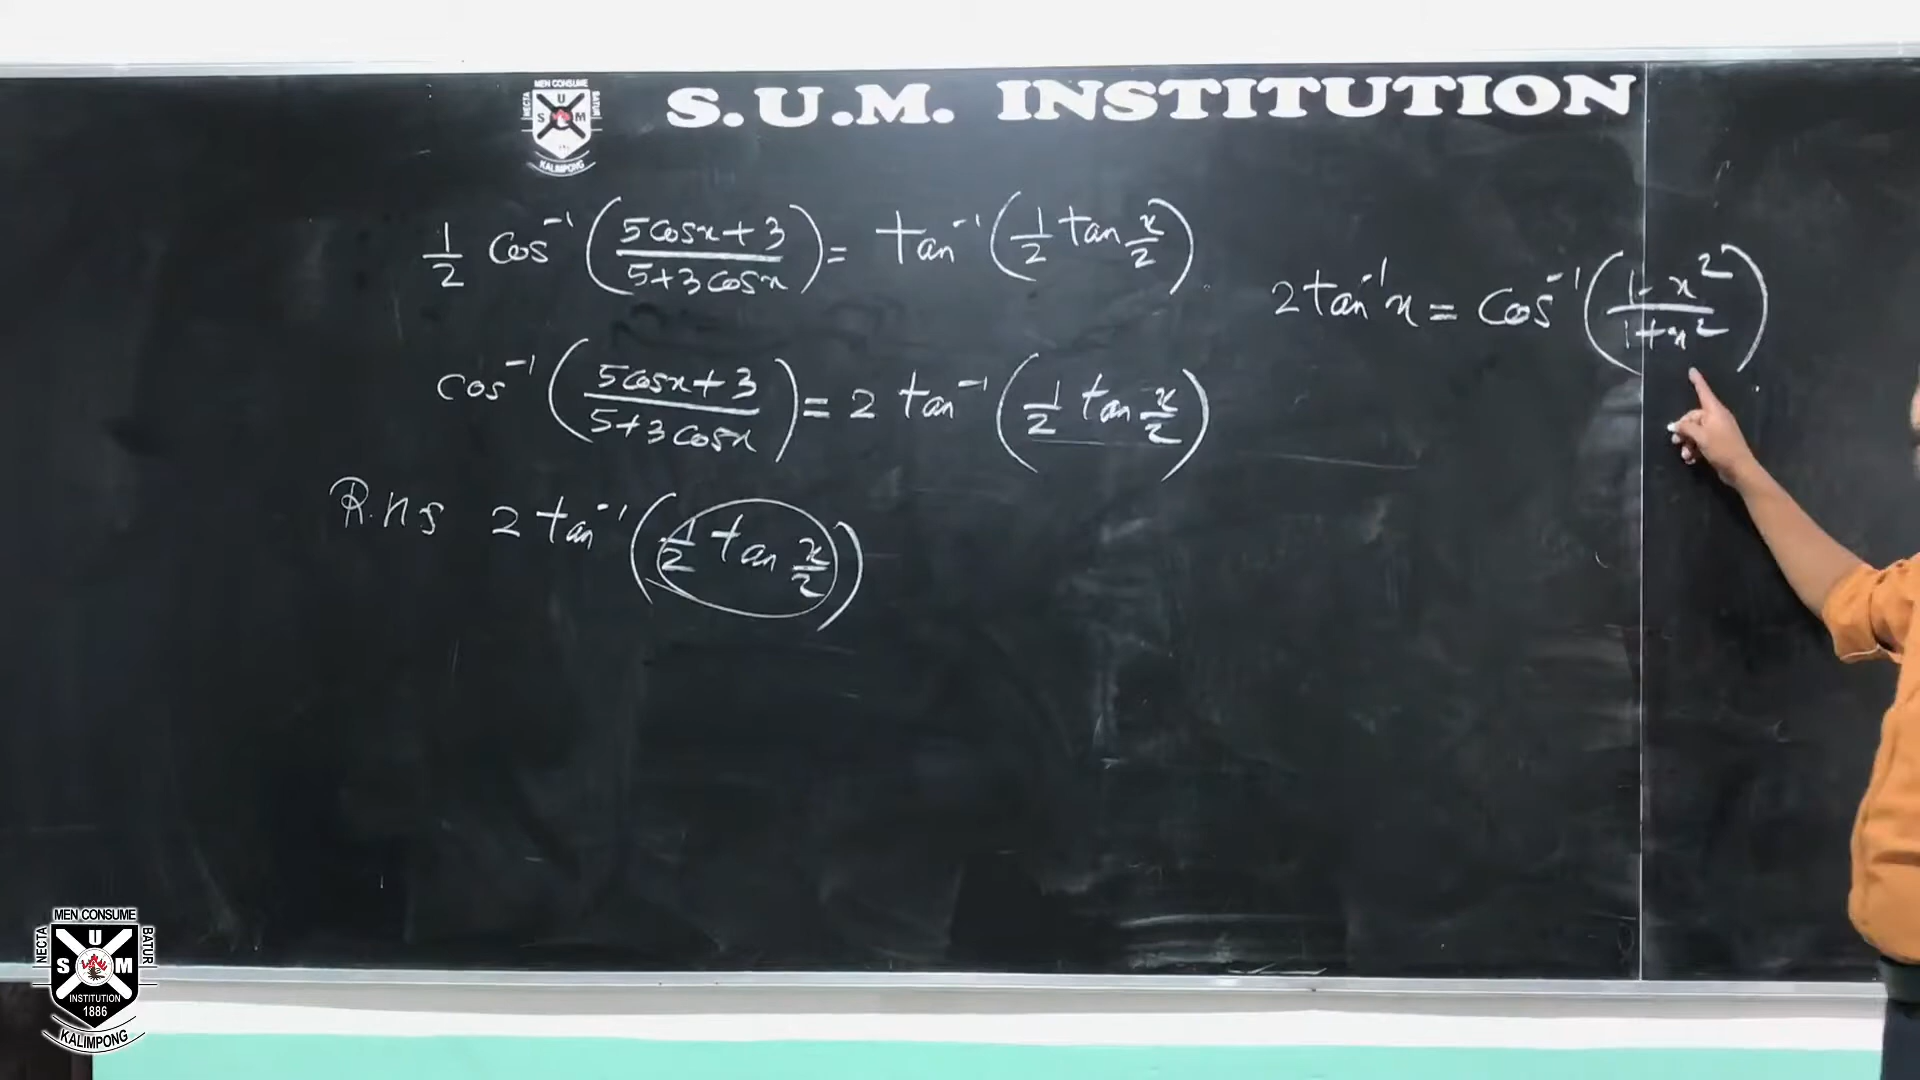 MEN CONSUME
NECTA
BATUR
S U M
KALIMPONG
S.U.M. INSTITUTION
1/2 cos⁻¹ ((5cosx+3)/(5+3cosx)) = tan⁻¹ (1/2 tan x/2)
2tan⁻¹x = cos⁻¹ ((1-x²)/(1+x²))
cos⁻¹ ((5cosx+3)/(5+3cosx)) = 2 tan⁻¹ (1/2 tan x/2)
R.H.S 2 tan⁻¹ (1/2 tan x/2)
MEN CONSUME
NECTA
BATUR
S U M
INSTITUTION
1886
KALIMPONG